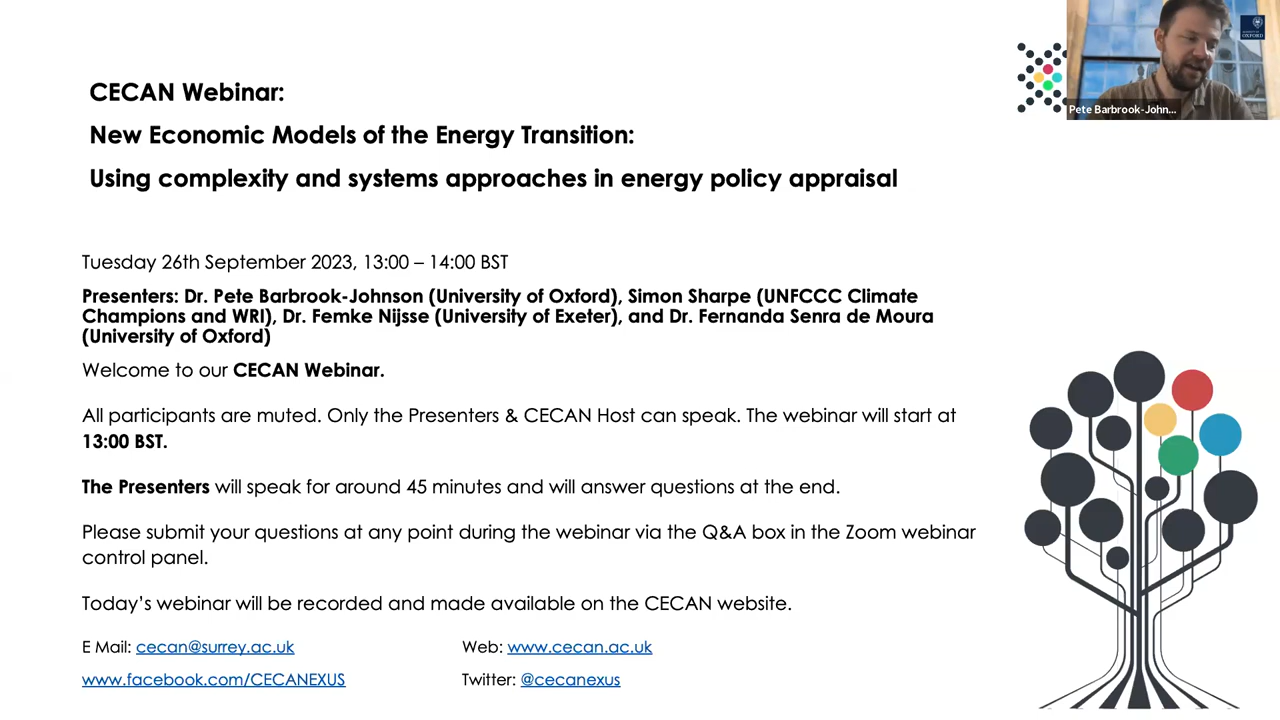 CECAN Webinar:
New Economic Models of the Energy Transition:
Using complexity and systems approaches in energy policy appraisal
Tuesday 26th September 2023, 13:00 – 14:00 BST
Presenters: Dr. Pete Barbrook-Johnson (University of Oxford), Simon Sharpe (UNFCCC Climate
Champions and WRI), Dr. Femke Nijsse (University of Exeter), and Dr. Fernanda Senra de Moura
(University of Oxford)
Welcome to our CECAN Webinar.
All participants are muted. Only the Presenters & CECAN Host can speak. The webinar will start at
13:00 BST.
The Presenters will speak for around 45 minutes and will answer questions at the end.
Please submit your questions at any point during the webinar via the Q&A box in the Zoom webinar
control panel.
Today’s webinar will be recorded and made available on the CECAN website.
E Mail: cecan@surrey.ac.uk
Web: www.cecan.ac.uk
www.facebook.com/CECANEXUS
Twitter: @cecanexus
Pete Barbrook-John...
OXFORD